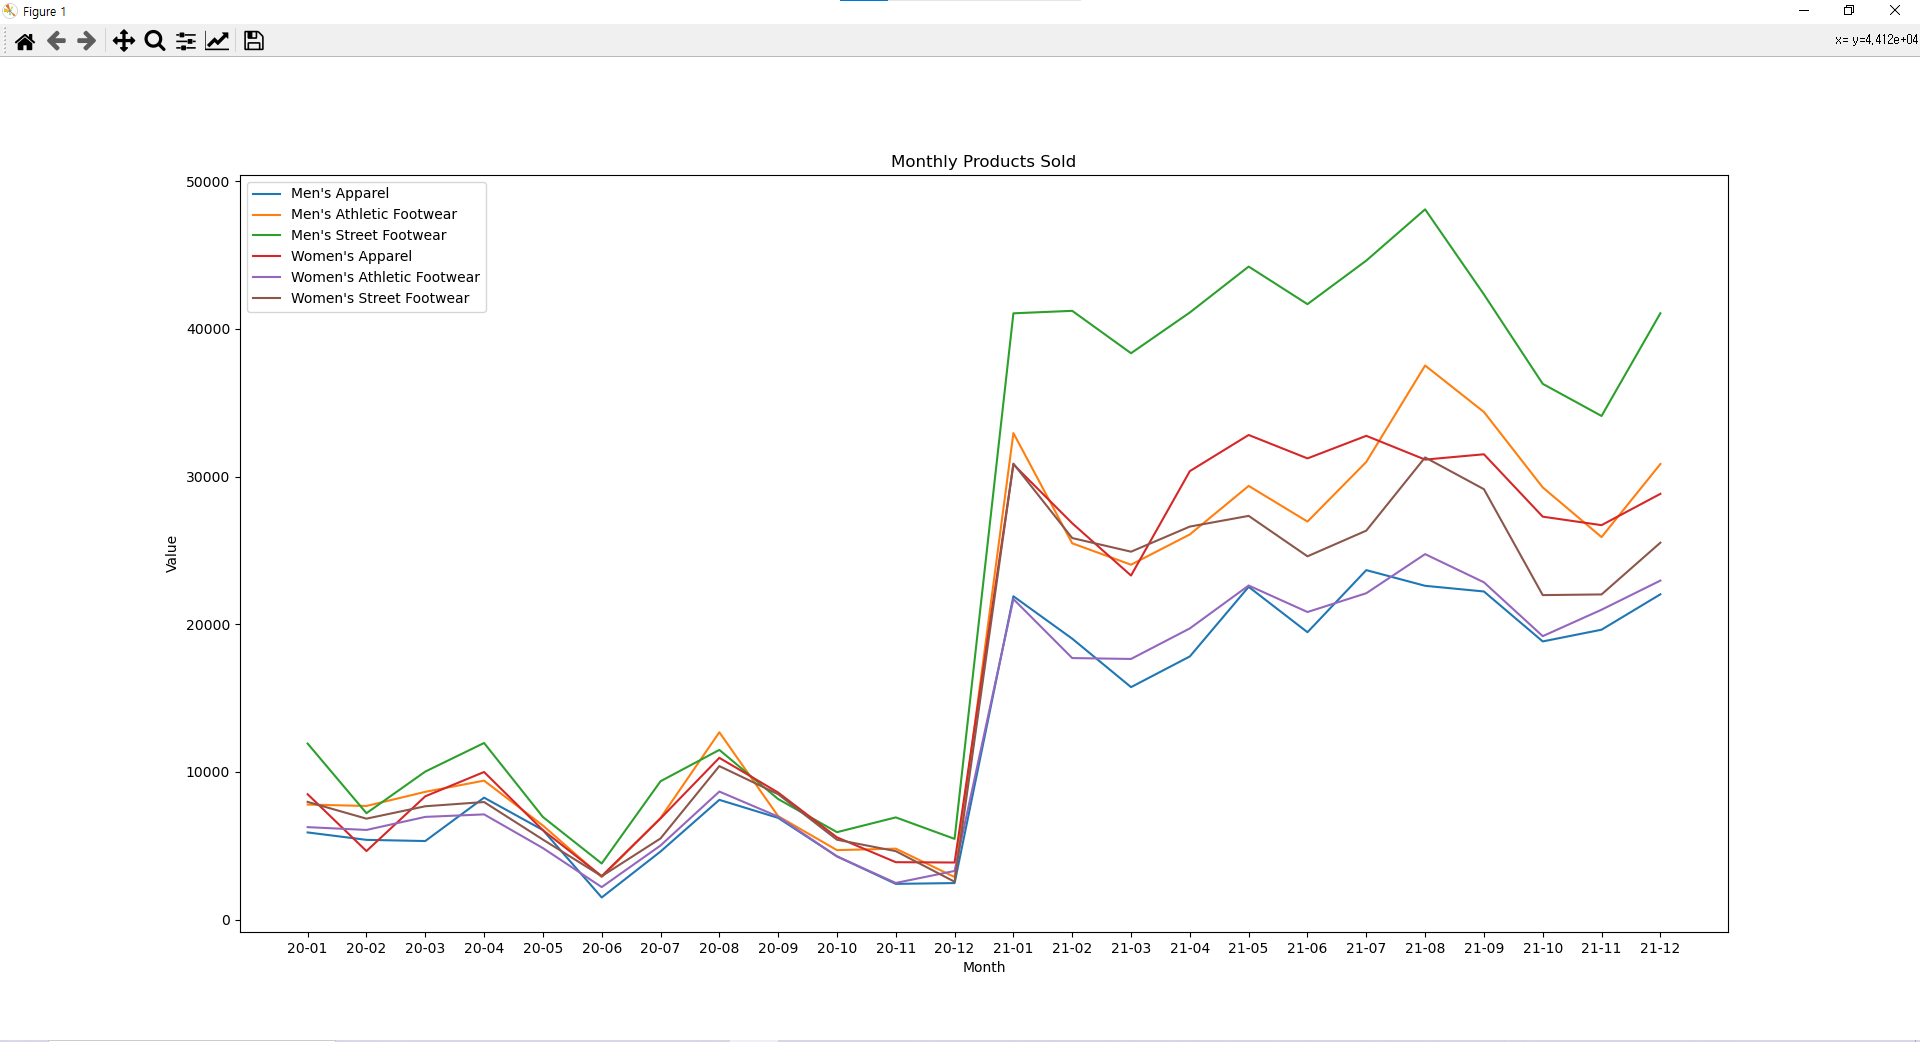 Figure 1
x= y=4.412e+04
Monthly Products Sold
50000
40000
30000
20000
10000
0
Value
Men's Apparel
Men's Athletic Footwear
Men's Street Footwear
Women's Apparel
Women's Athletic Footwear
Women's Street Footwear
20-01 20-02 20-03 20-04 20-05 20-06 20-07 20-08 20-09 20-10 20-11 20-12 21-01 21-02 21-03 21-04 21-05 21-06 21-07 21-08 21-09 21-10 21-11 21-12
Month